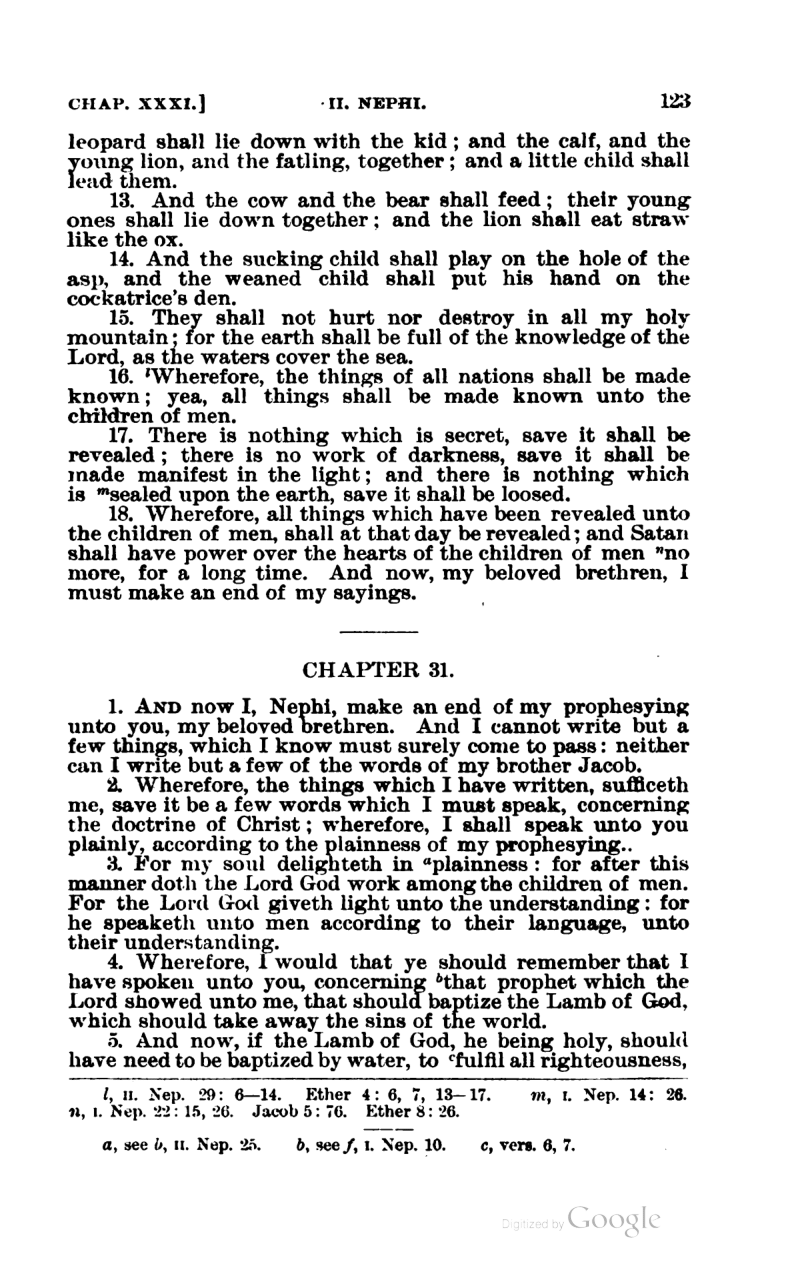 CHAP. XXXI.] II. NEPHI. 123
leopard shall lie down with the kid; and the calf, and the
young lion, and the fatling, together; and a little child shall
lead them.
13. And the cow and the bear shall feed; their young
ones shall lie down together; and the lion shall eat straw
like the ox.
14. And the sucking child shall play on the hole of the
asp, and the weaned child shall put his hand on the
cockatrice's den.
15. They shall not hurt nor destroy in all my holy
mountain; for the earth shall be full of the knowledge of the
Lord, as the waters cover the sea.
16. ˡWherefore, the things of all nations shall be made
known; yea, all things shall be made known unto the
children of men.
17. There is nothing which is secret, save it shall be
revealed; there is no work of darkness, save it shall be
made manifest in the light; and there is nothing which
is ᵐsealed upon the earth, save it shall be loosed.
18. Wherefore, all things which have been revealed unto
the children of men, shall at that day be revealed; and Satan
shall have power over the hearts of the children of men ⁿno
more, for a long time. And now, my beloved brethren, I
must make an end of my sayings.
CHAPTER 31.
1. AND now I, Nephi, make an end of my prophesying
unto you, my beloved brethren. And I cannot write but a
few things, which I know must surely come to pass: neither
can I write but a few of the words of my brother Jacob.
2. Wherefore, the things which I have written, sufficeth
me, save it be a few words which I must speak, concerning
the doctrine of Christ; wherefore, I shall speak unto you
plainly, according to the plainness of my prophesying..
3. For my soul delighteth in ᵃplainness: for after this
manner doth the Lord God work among the children of men.
For the Lord God giveth light unto the understanding: for
he speaketh unto men according to their language, unto
their understanding.
4. Wherefore, I would that ye should remember that I
have spoken unto you, concerning ᵇthat prophet which the
Lord showed unto me, that should baptize the Lamb of God,
which should take away the sins of the world.
5. And now, if the Lamb of God, he being holy, should
have need to be baptized by water, to ᶜfulfil all righteousness,
l, II. Nep. 29: 6—14. Ether 4: 6, 7, 13—17. m, I. Nep. 14: 26.
n, I. Nep. 22: 15, 26. Jacob 5: 76. Ether 8: 26.
a, see b, II. Nep. 25. b, see f, I. Nep. 10. c, vers. 6, 7.
Digitized by Google